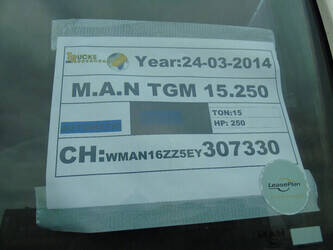 TRUCKS
Year:24-03-2014
M.A.N TGM 15.250
TON:15
HP: 250
CH:WMAN16ZZ5EY307330
LeasePlan